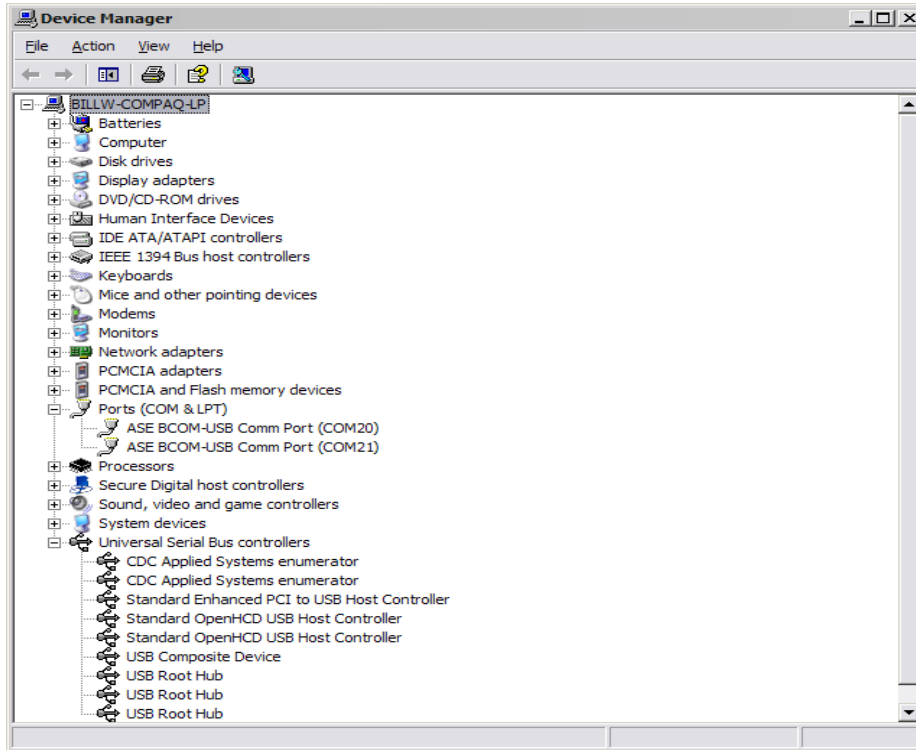 Device Manager
File Action View Help
BILLW-COMPAQ-LP
Batteries
Computer
Disk drives
Display adapters
DVD/CD-ROM drives
Human Interface Devices
IDE ATA/ATAPI controllers
IEEE 1394 Bus host controllers
Keyboards
Mice and other pointing devices
Modems
Monitors
Network adapters
PCMCIA adapters
PCMCIA and Flash memory devices
Ports (COM & LPT)
ASE BCOM-USB Comm Port (COM20)
ASE BCOM-USB Comm Port (COM21)
Processors
Secure Digital host controllers
Sound, video and game controllers
System devices
Universal Serial Bus controllers
CDC Applied Systems enumerator
CDC Applied Systems enumerator
Standard Enhanced PCI to USB Host Controller
Standard OpenHCD USB Host Controller
Standard OpenHCD USB Host Controller
USB Composite Device
USB Root Hub
USB Root Hub
USB Root Hub